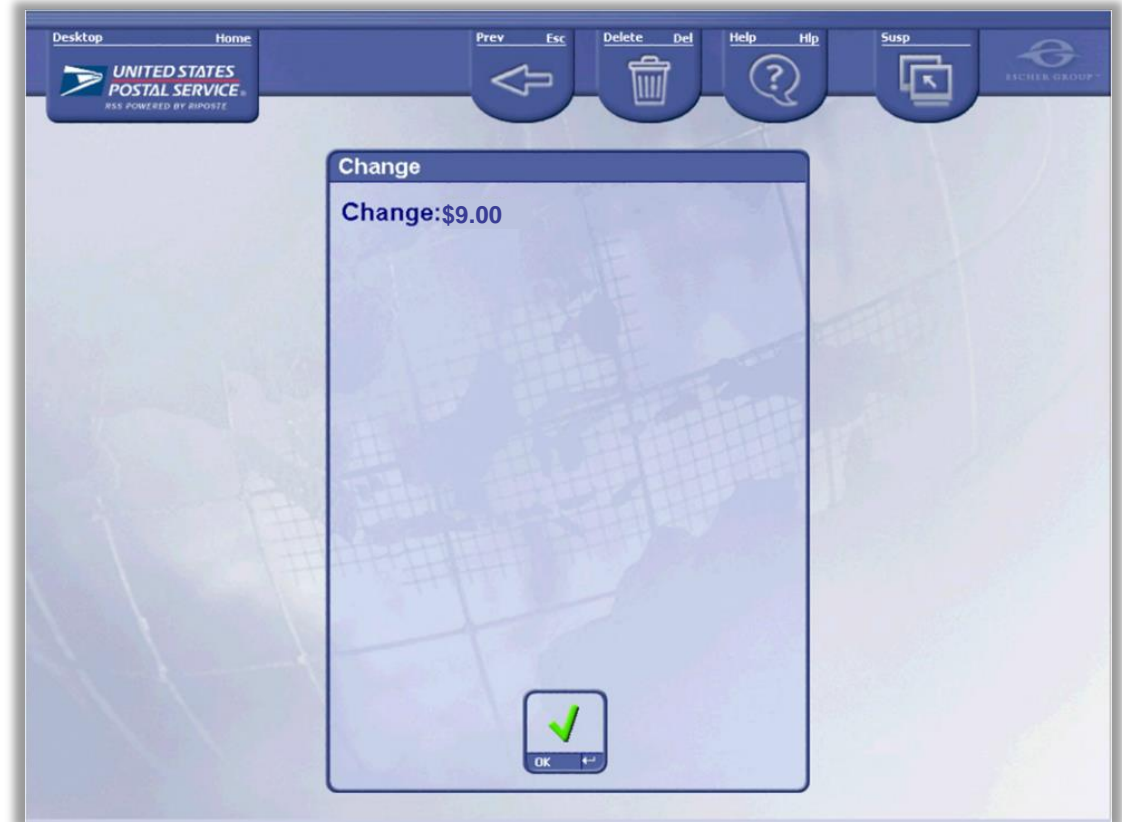 Desktop Home
Prev Esc
Delete Del
Help Hlp
Susp
UNITED STATES
POSTAL SERVICE®
RSS POWERED BY RIPOSTE
ESCHER GROUP™
Change
Change:$9.00
OK